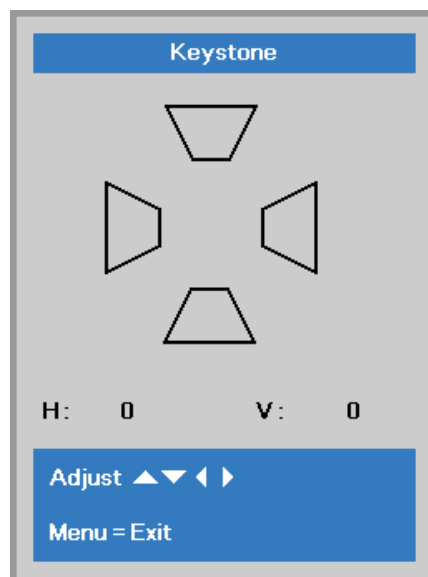 Keystone
H: 0 V: 0
Adjust ▲▼◀▶
Menu = Exit